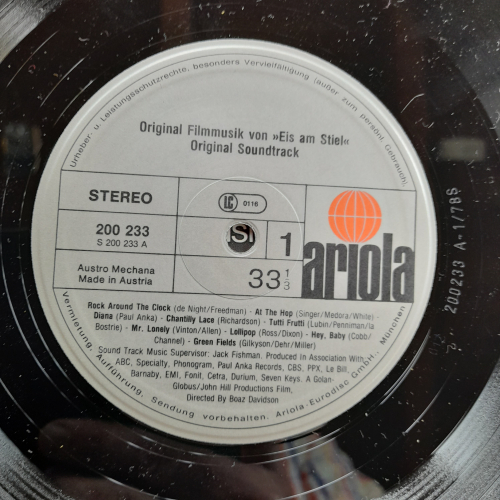 Urheber. u. Leistungsschutzrechte, besonders Vervielfältigung (außer zum persönl. Gebrauch)
Original Filmmusik von »Eis am Stiel«
Original Soundtrack
STEREO
LC 0116
200 233
S 200 233 A
S
1
Austro Mechana
Made in Austria
33 1/3
ariola
Rock Around The Clock (de Night/Freedman) - At The Hop (Singer/Medora/White) -
Diana (Paul Anka) - Chantilly Lace (Richardson) - Tutti Frutti (Lubin/Penniman/la
Bostrie) - Mr. Lonely (Vinton/Allen) - Lollipop (Ross/Dixon) - Hey, Baby (Cobb/
Channel) - Green Fields (Gilkyson/Dehr/Miller)
Sound Track Music Supervisor: Jack Fishman. Produced In Association With
ABC, Specialty, Phonogram, Paul Anka Records, CBS, PPX, Le Bill,
Barnaby, EMI, Fonit, Cetra, Durium, Seven Keys. A Golan-
Globus/John Hill Productions Film,
Directed By Boaz Davidson
Vermietung, Aufführung, Sendung vorbehalten. Ariola-Eurodisc GmbH., München
200233 A-1/78S